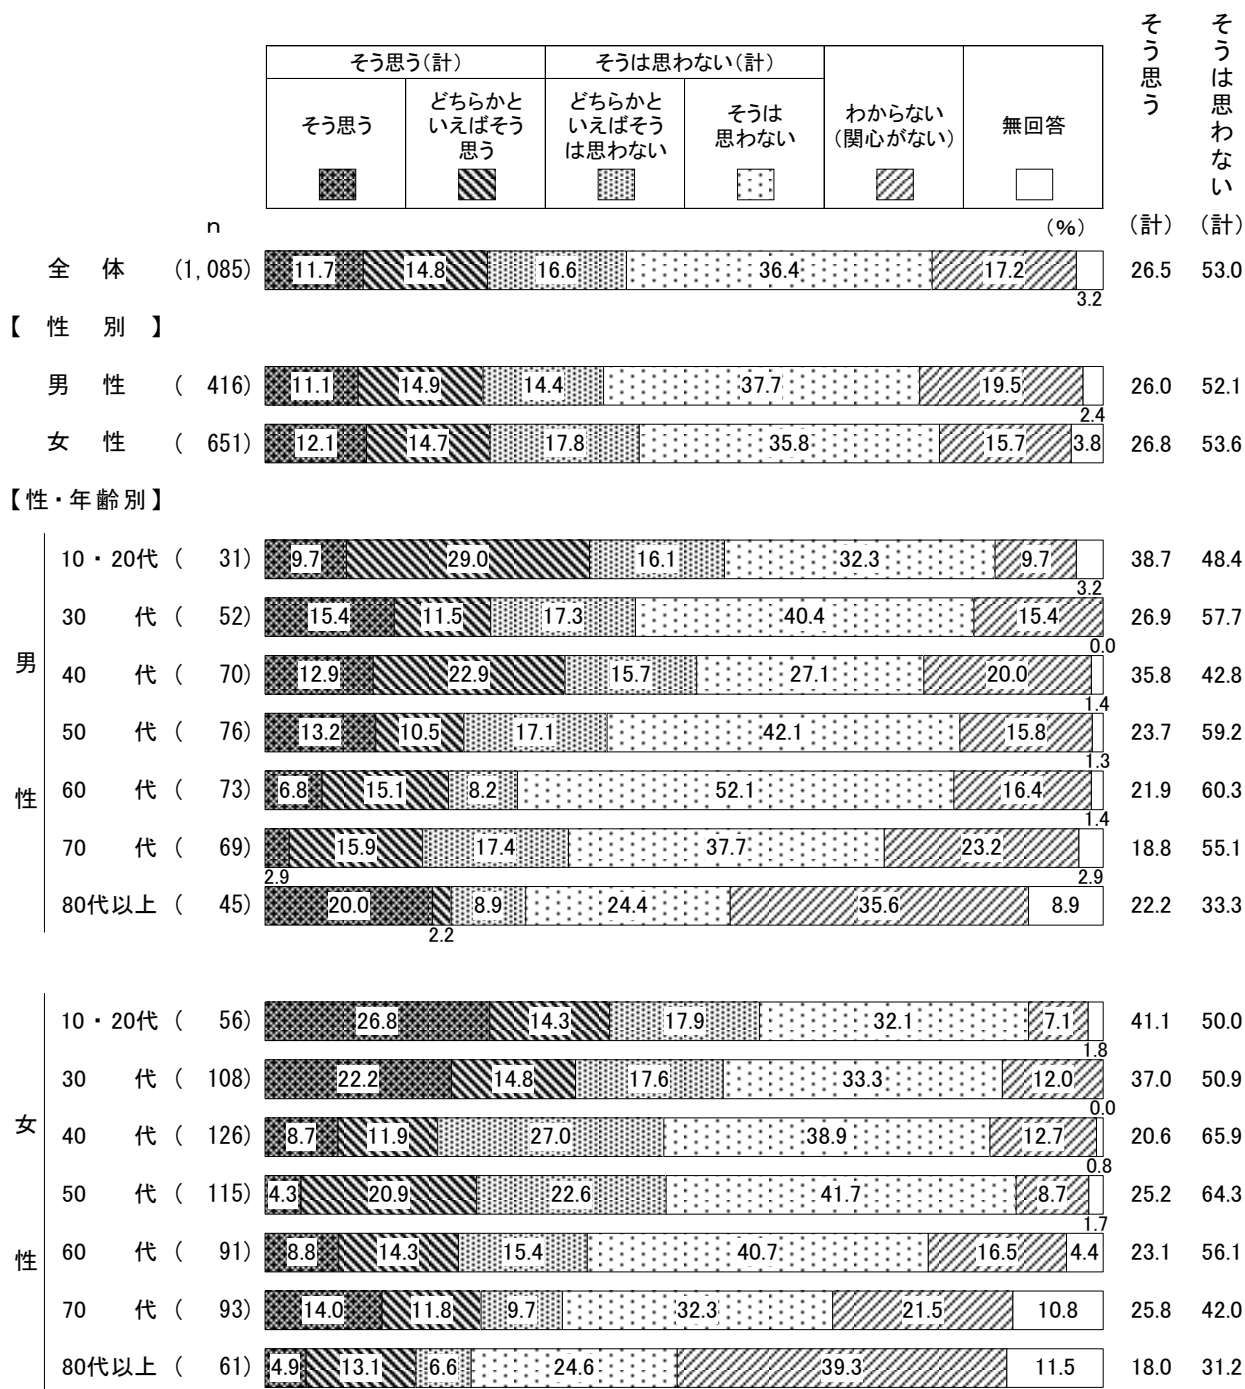 そう思う(計) そうは思わない(計)
そう思う どちらかといえばそう思う どちらかといえばそうは思わない そうは思わない わからない(関心がない) 無回答 そう思う(計) そうは思わない(計)
n (%)
全体 (1,085) 11.7 14.8 16.6 36.4 17.2 3.2 26.5 53.0
【性別】
男性 (416) 11.1 14.9 14.4 37.7 19.5 2.4 26.0 52.1
女性 (651) 12.1 14.7 17.8 35.8 15.7 3.8 26.8 53.6
【性・年齢別】
男性
10・20代 (31) 9.7 29.0 16.1 32.3 9.7 3.2 38.7 48.4
30代 (52) 15.4 11.5 17.3 40.4 15.4 0.0 26.9 57.7
40代 (70) 12.9 22.9 15.7 27.1 20.0 1.4 35.8 42.8
50代 (76) 13.2 10.5 17.1 42.1 15.8 1.3 23.7 59.2
60代 (73) 6.8 15.1 8.2 52.1 16.4 1.4 21.9 60.3
70代 (69) 2.9 15.9 17.4 37.7 23.2 2.9 18.8 55.1
80代以上 (45) 20.0 2.2 8.9 24.4 35.6 8.9 22.2 33.3
女性
10・20代 (56) 26.8 14.3 17.9 32.1 7.1 1.8 41.1 50.0
30代 (108) 22.2 14.8 17.6 33.3 12.0 0.0 37.0 50.9
40代 (126) 8.7 11.9 27.0 38.9 12.7 0.8 20.6 65.9
50代 (115) 4.3 20.9 22.6 41.7 8.7 1.7 25.2 64.3
60代 (91) 8.8 14.3 15.4 40.7 16.5 4.4 23.1 56.1
70代 (93) 14.0 11.8 9.7 32.3 21.5 10.8 25.8 42.0
80代以上 (61) 4.9 13.1 6.6 24.6 39.3 11.5 18.0 31.2